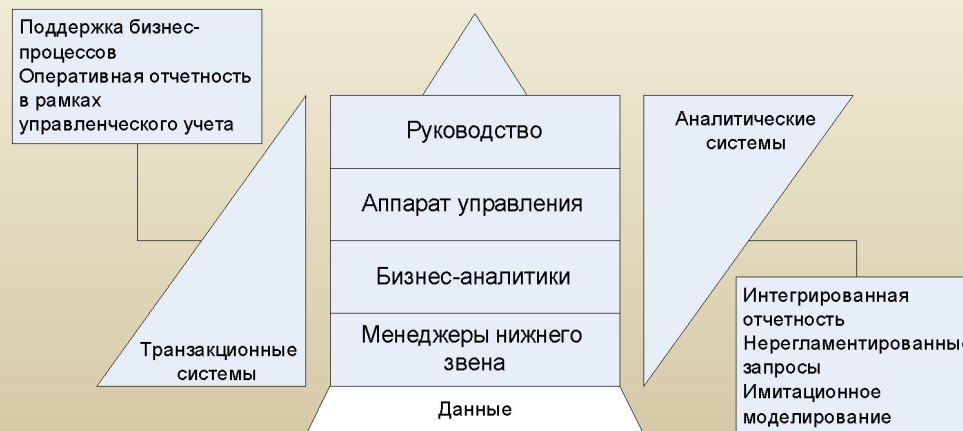 Поддержка бизнес-
процессов
Оперативная отчетность
в рамках
управленческого учета
Руководство
Аппарат управления
Бизнес-аналитики
Менеджеры нижнего
звена
Данные
Транзакционные
системы
Аналитические
системы
Интегрированная
отчетность
Нерегламентированные
запросы
Имитационное
моделирование